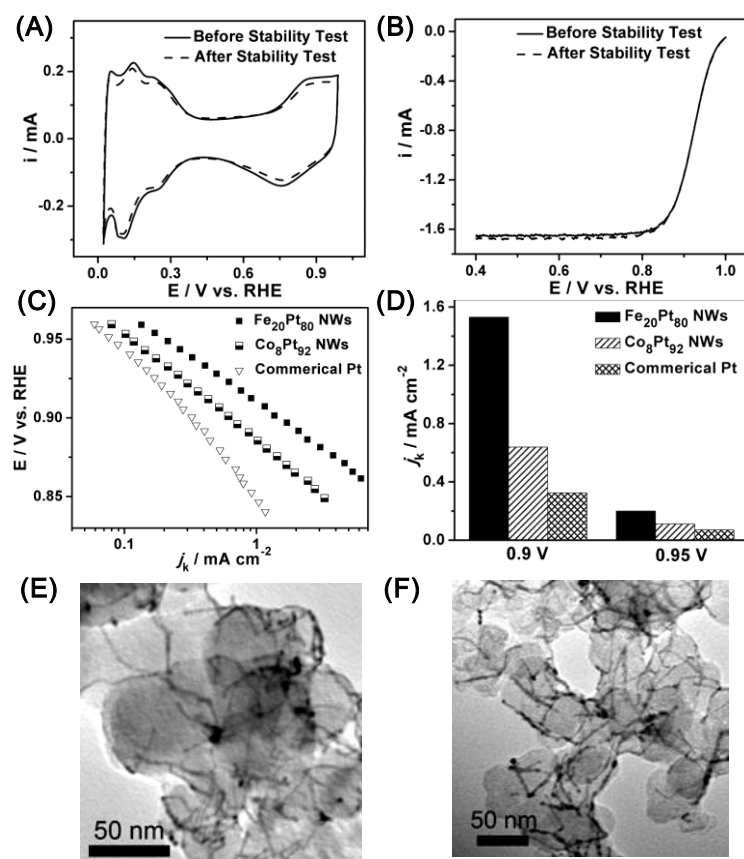 (A)
Before Stability Test
After Stability Test
0.2
0.0
-0.2
i / mA
0.0 0.3 0.6 0.9
E / V vs. RHE
(B)
Before Stability Test
After Stability Test
0.0
-0.4
-0.8
-1.2
-1.6
i / mA
0.4 0.6 0.8 1.0
E / V vs. RHE
(C)
Fe20Pt80 NWs
Co8Pt92 NWs
Commerical Pt
0.95
0.90
0.85
E / V vs. RHE
0.1 1
jk / mA cm-2
(D)
Fe20Pt80 NWs
Co8Pt92 NWs
Commerical Pt
1.6
1.2
0.8
0.4
0.0
jk / mA cm-2
0.9 V 0.95 V
(E)
50 nm
(F)
50 nm